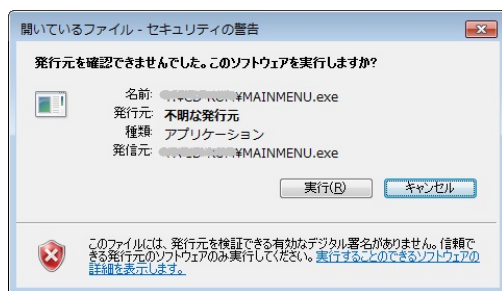 開いているファイル - セキュリティの警告
発行元を確認できませんでした。このソフトウェアを実行しますか?
名前: ¥MAINMENU.exe
発行元: 不明な発行元
種類: アプリケーション
発信元: ¥MAINMENU.exe
実行(R) キャンセル
このファイルには、発行元を検証できる有効なデジタル署名がありません。信頼で
きる発行元のソフトウェアのみ実行してください。実行することのできるソフトウェアの
詳細を表示します。